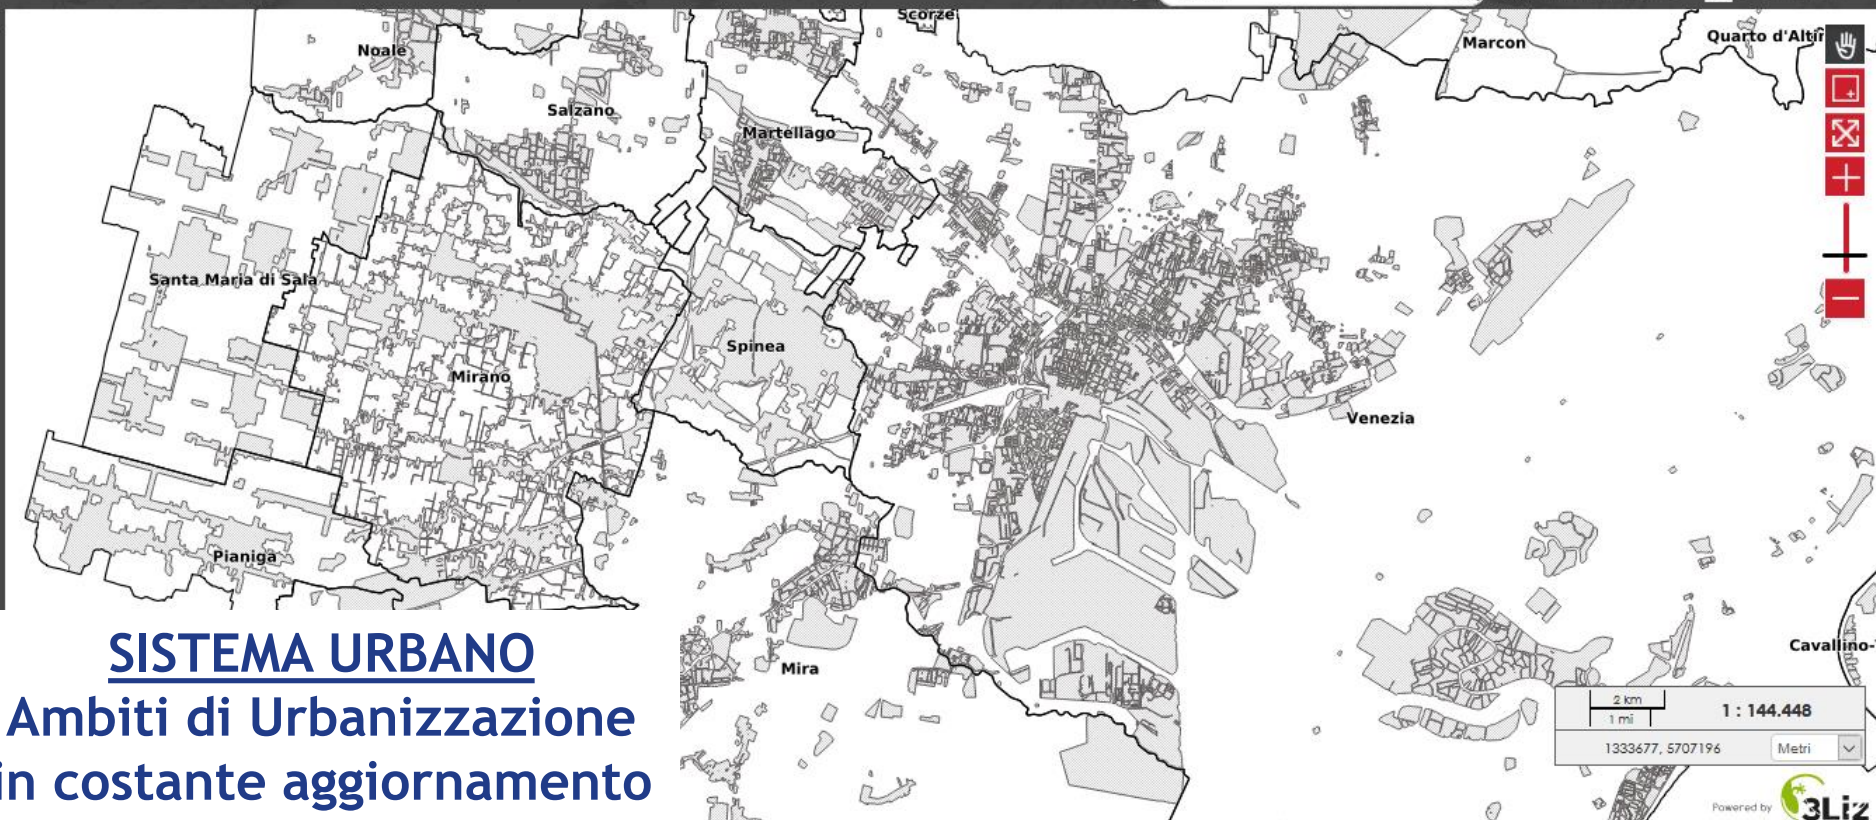 Scorzè
Noale
Marcon
Quarto d'Altir
Salzano
Martellago
Santa Maria di Sala
Spinea
Mirano
Venezia
Pianiga
Mira
Cavallino-
SISTEMA URBANO
Ambiti di Urbanizzazione
in costante aggiornamento
2 km
1 mi
1 : 144.448
1333677, 5707196
Metri
Powered by 3Liz